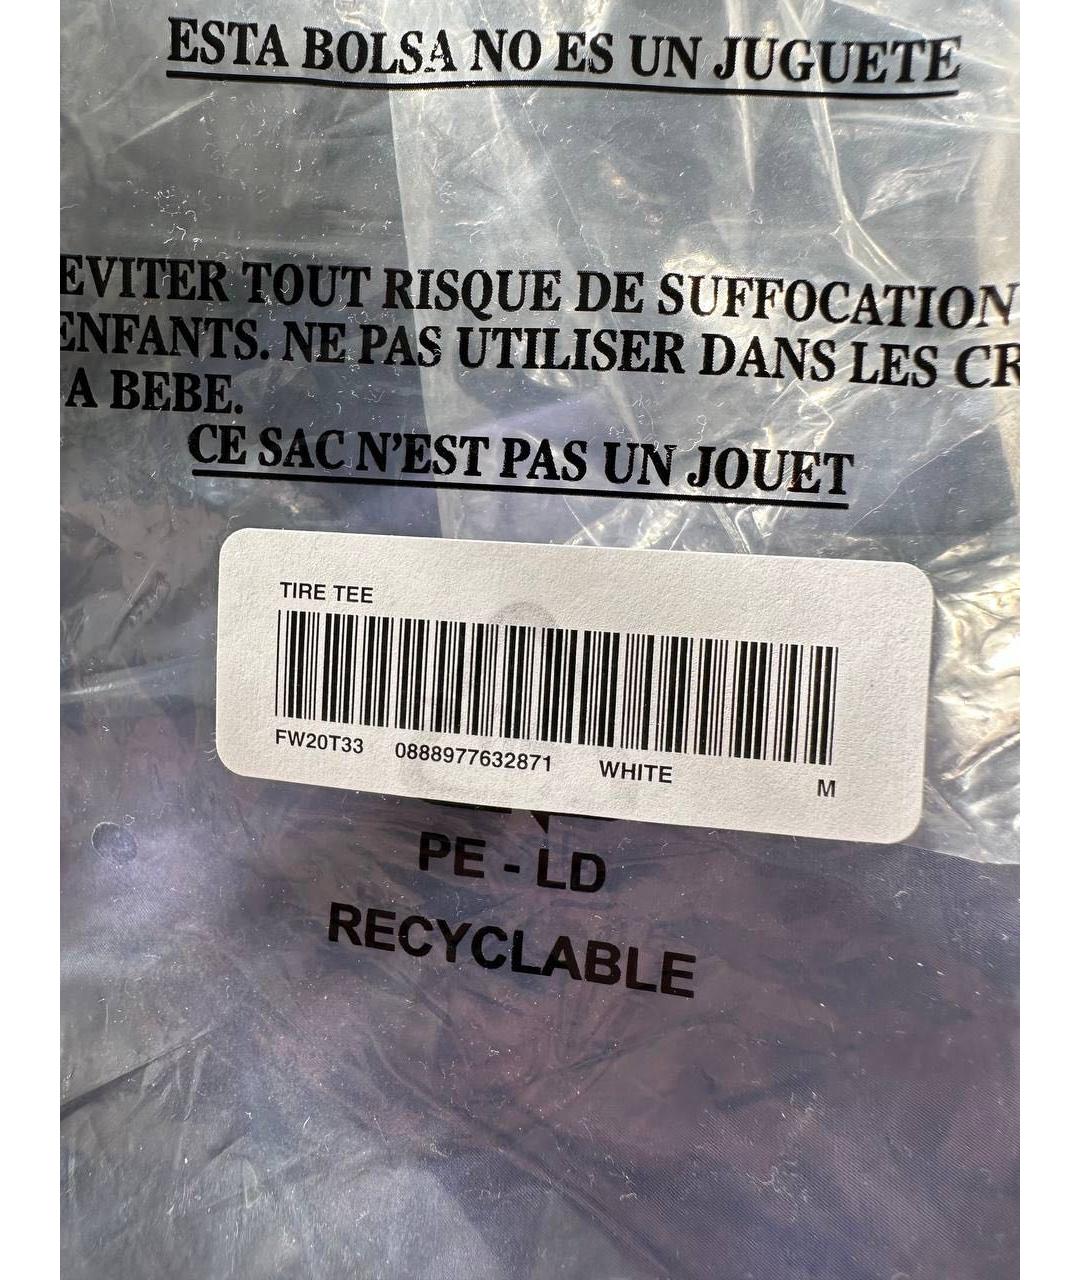 ESTA BOLSA NO ES UN JUGUETE
EVITER TOUT RISQUE DE SUFFOCATION
ENFANTS. NE PAS UTILISER DANS LES CR
A BEBE.
CE SAC N'EST PAS UN JOUET
TIRE TEE
FW20T33 0888977632871 WHITE M
PE - LD
RECYCLABLE